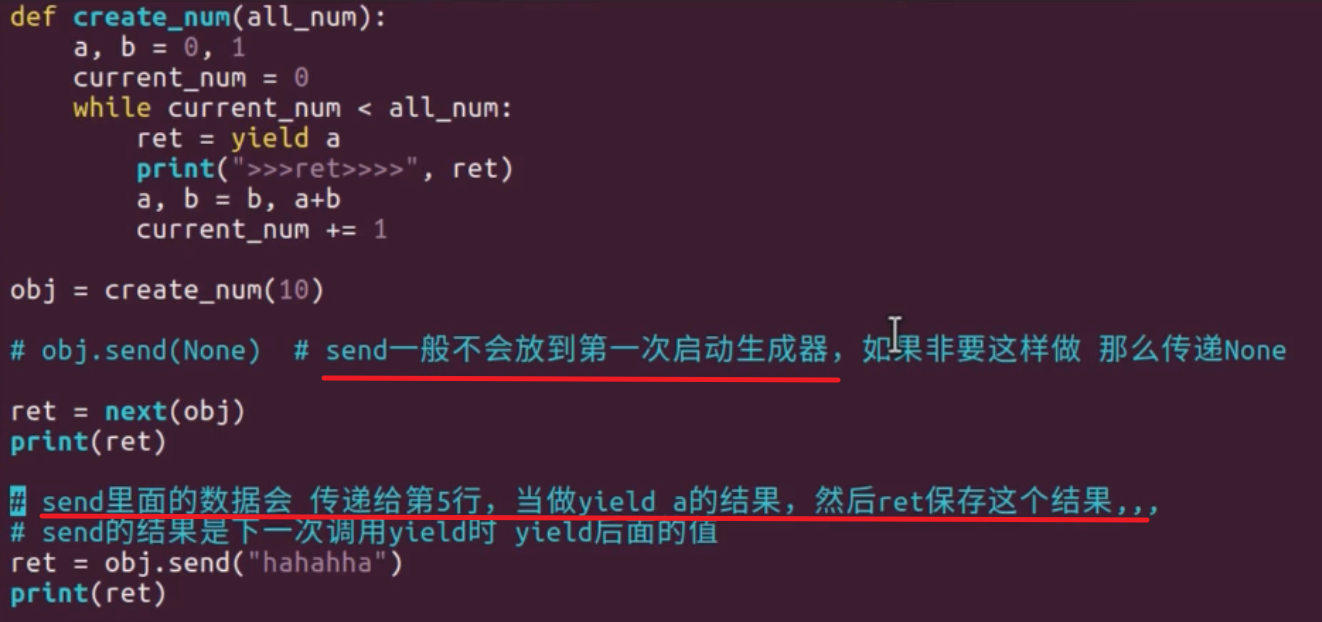 def create_num(all_num):
    a, b = 0, 1
    current_num = 0
    while current_num < all_num:
        ret = yield a
        print(">>>ret>>>>", ret)
        a, b = b, a+b
        current_num += 1
obj = create_num(10)
# obj.send(None)  # send一般不会放到第一次启动生成器，如果非要这样做 那么传递None
ret = next(obj)
print(ret)
# send里面的数据会 传递给第5行，当做yield a的结果，然后ret保存这个结果,,,
# send的结果是下一次调用yield时 yield后面的值
ret = obj.send("hahahha")
print(ret)